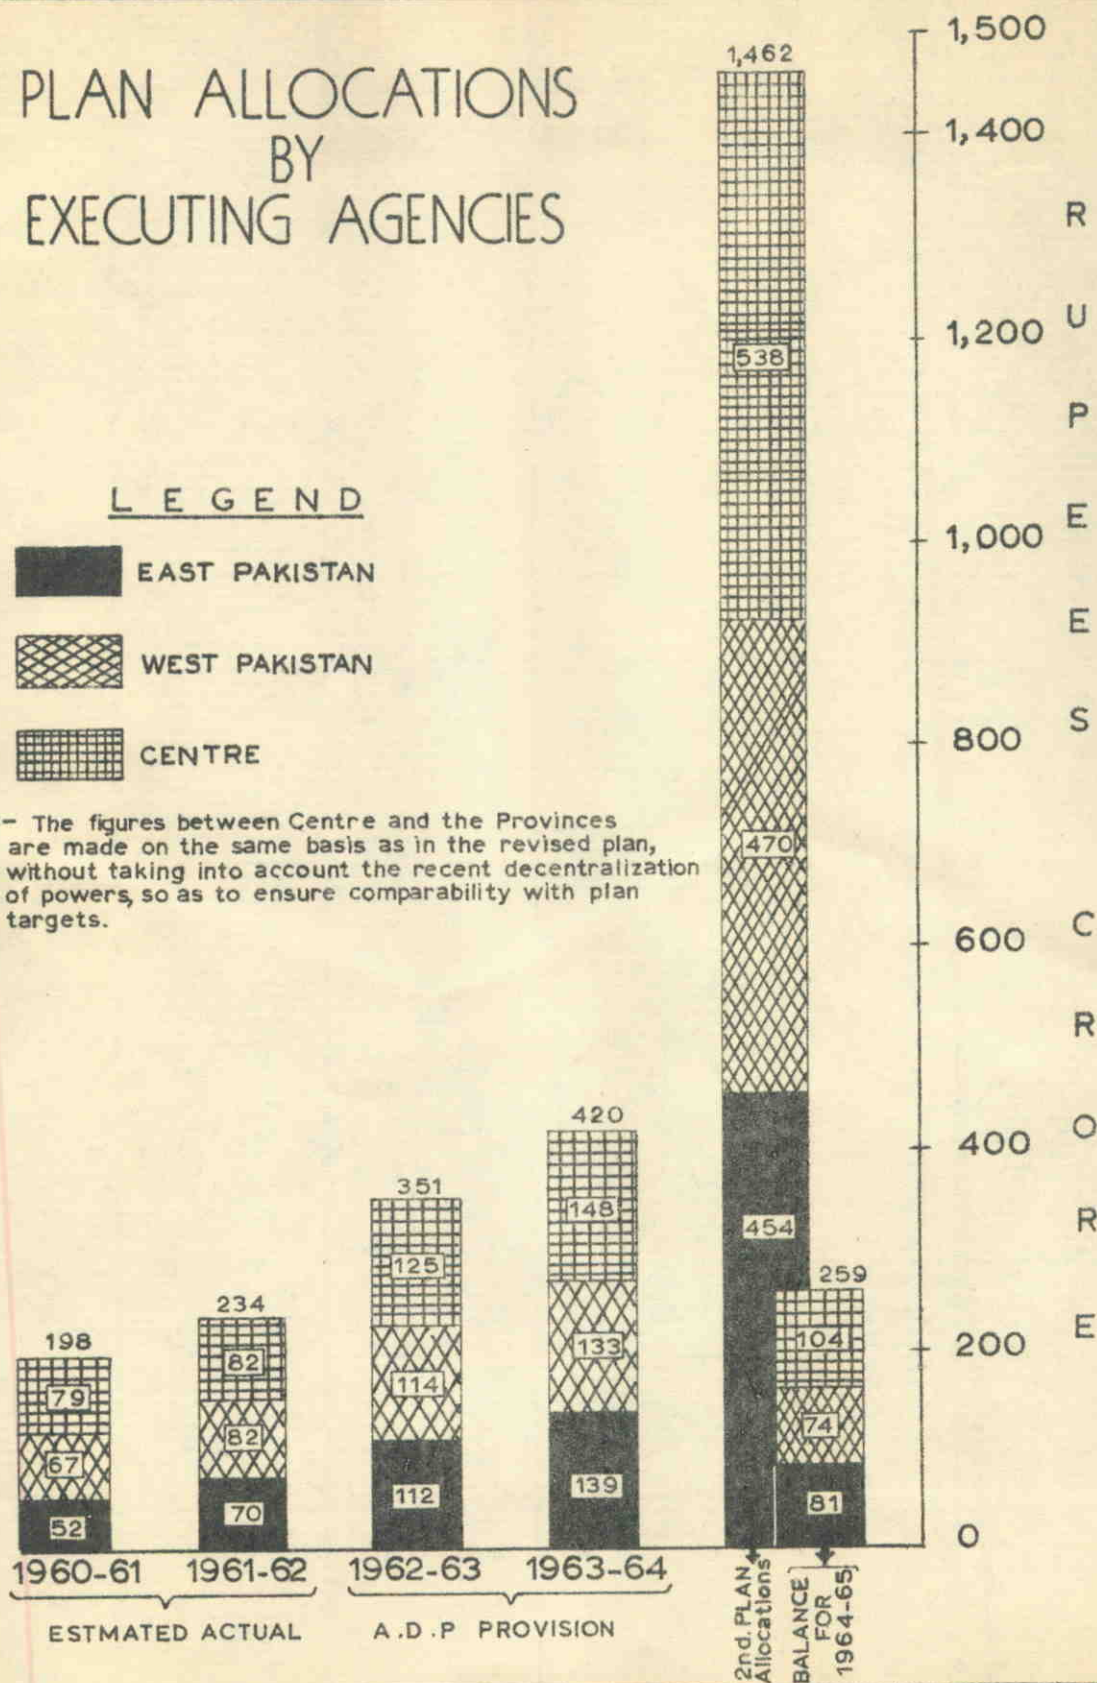 PLAN ALLOCATIONS
BY
EXECUTING AGENCIES
LEGEND
EAST PAKISTAN
WEST PAKISTAN
CENTRE
- The figures between Centre and the Provinces
are made on the same basis as in the revised plan,
without taking into account the recent decentralization
of powers, so as to ensure comparability with plan
targets.
198
79
67
52
234
82
82
70
351
125
114
112
420
148
133
139
1,462
538
470
454
259
104
74
81
1,500
1,400
1,200
1,000
800
600
400
200
0
RUPEES CRORE
1960-61 1961-62 1962-63 1963-64
ESTMATED ACTUAL
A.D.P PROVISION
2nd. PLAN
Allocations
BALANCE
FOR
1964-65